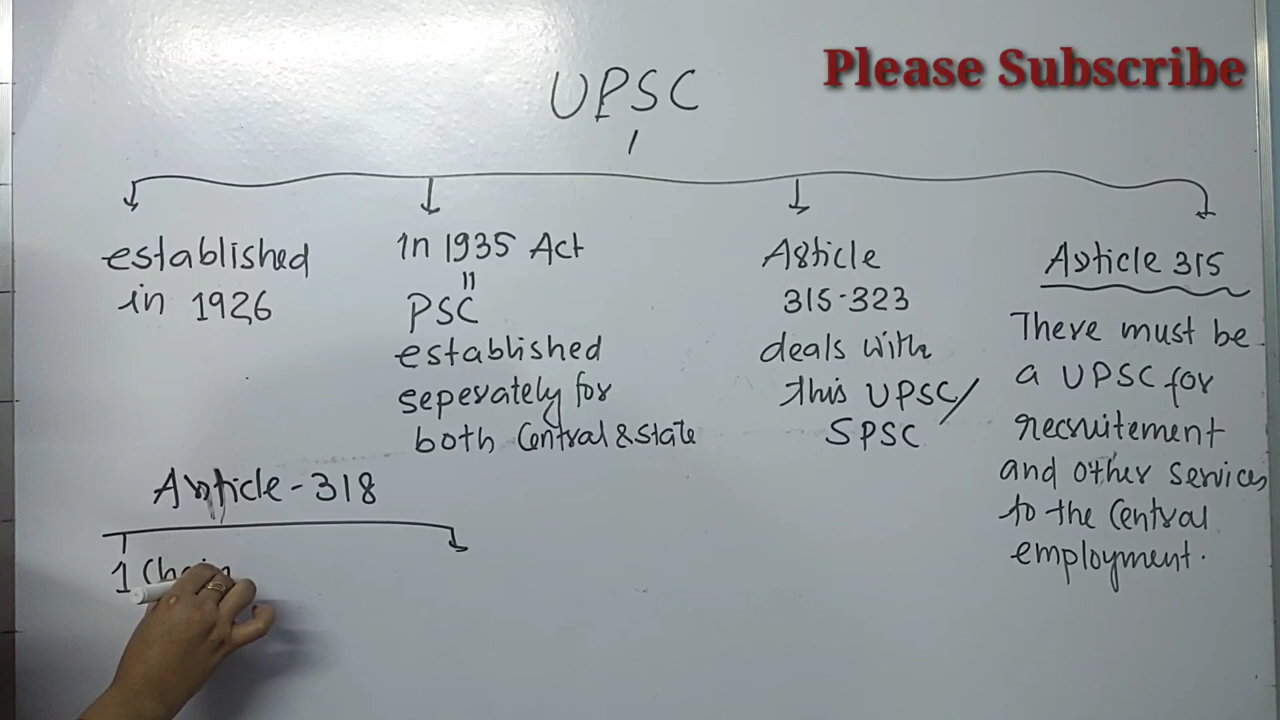 Please Subscribe
UPSC
established
in 1926
In 1935 Act
PSC
established
seperately for
both Central & state
Article
315-323
deals with
this UPSC/
SPSC
Article 315
There must be
a UPSC for
recruitement
and other services
to the Central
employment.
Article-318
1